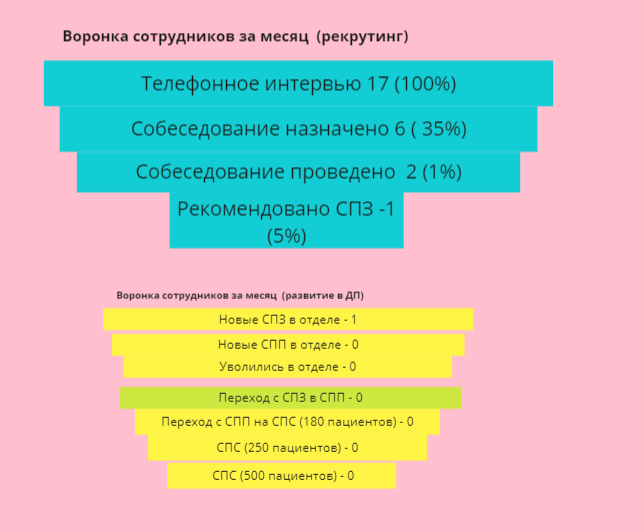 Воронка сотрудников за месяц  (рекрутинг)
Телефонное интервью 17 (100%)
Собеседование назначено 6 ( 35%)
Собеседование проведено  2 (1%)
Рекомендовано СПЗ -1
(5%)
Воронка сотрудников за месяц  (развитие в ДП)
Новые СПЗ в отделе - 1
Новые СПП в отделе - 0
Уволились в отделе - 0
Переход с СПЗ в СПП - 0
Переход с СПП на СПС (180 пациентов) - 0
СПС (250 пациентов) - 0
СПС (500 пациентов) - 0